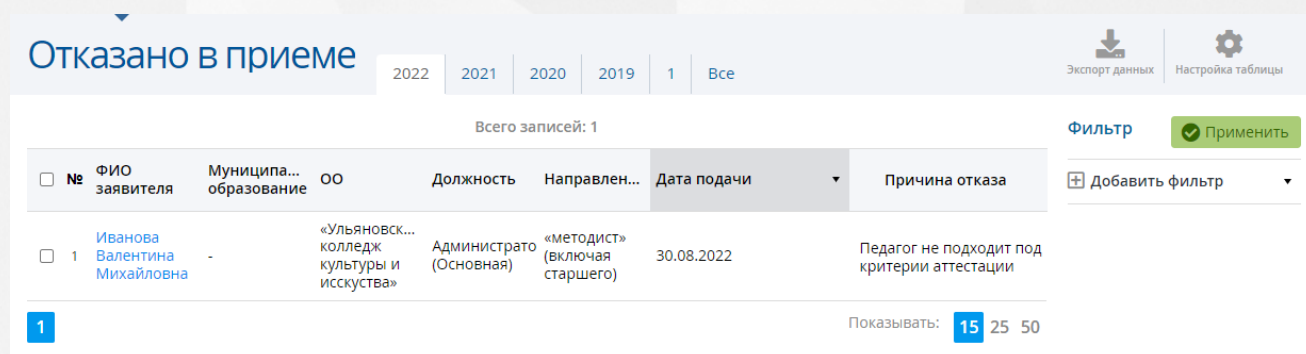 Отказано в приеме
2022 2021 2020 2019 1 Все
Экспорт данных Настройка таблицы
Всего записей: 1
Фильтр Применить
№ ФИО заявителя Муниципа... образование ОО Должность Направлен... Дата подачи Причина отказа
Добавить фильтр
1 Иванова Валентина Михайловна - «Ульяновск... колледж культуры и исскуства» Администрато (Основная) «методист» (включая старшего) 30.08.2022 Педагог не подходит под критерии аттестации
1 Показывать: 15 25 50